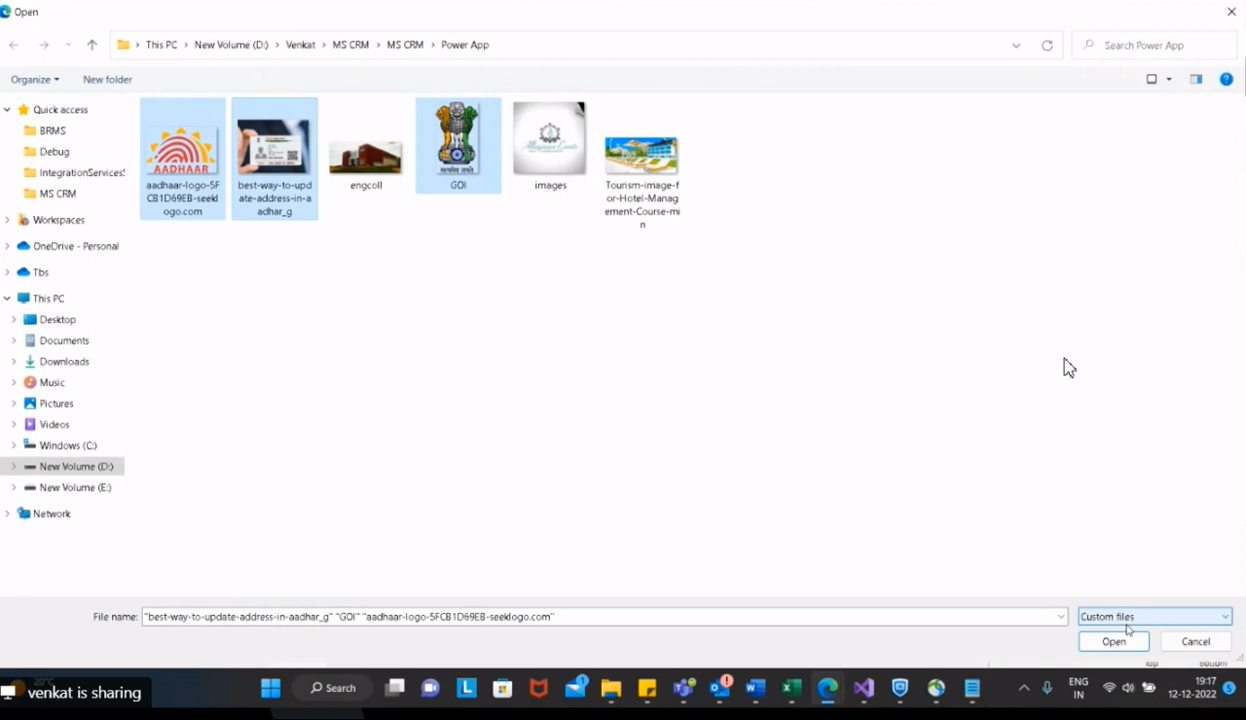 Open
This PC > New Volume (D:) > Venkat > MS CRM > MS CRM > Power App
Search Power App
Organize
New folder
Quick access
BRMS
Debug
IntegrationServices
MS CRM
Workspaces
OneDrive - Personal
Tbs
This PC
Desktop
Documents
Downloads
Music
Pictures
Videos
Windows (C:)
New Volume (D:)
New Volume (E:)
Network
AADHAAR
aadhaar-logo-5F
CB1D69EB-seekl
ogo.com
best-way-to-upd
ate-address-in-a
adhar_g
engcoll
सत्यमेव जयते
GOI
images
Tourism-image-f
or-Hotel-Manag
ement-Course-mi
n
File name:
"best-way-to-update-address-in-aadhar_g" "GOI" "aadhaar-logo-5FCB1D69EB-seeklogo.com"
Custom files
Open
Cancel
20°C
venkat is sharing
Search
ENG
IN
19:17
12-12-2022